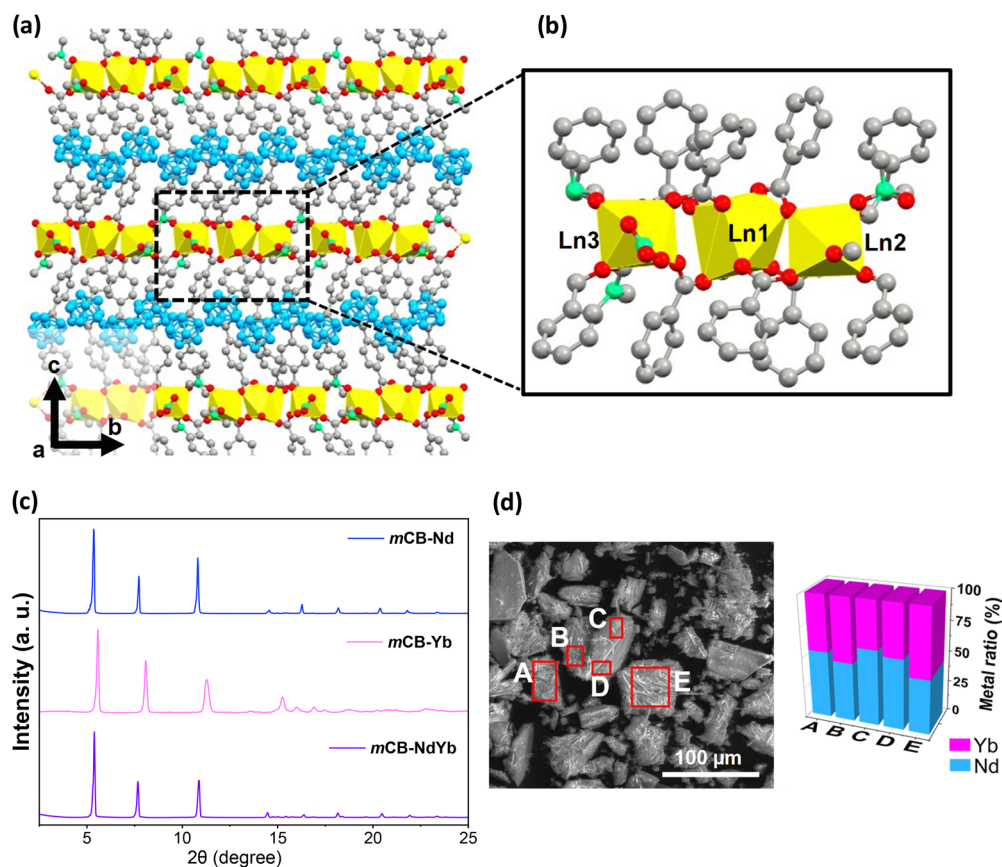 (a)
c
b
a
(b)
Ln3
Ln1
Ln2
(c)
Intensity (a. u.)
mCB-Nd
mCB-Yb
mCB-NdYb
5
10
15
20
25
2θ (degree)
(d)
A
B
C
D
E
100 µm
100
75
50
25
0
Metal ratio (%)
A
B
C
D
E
Yb
Nd